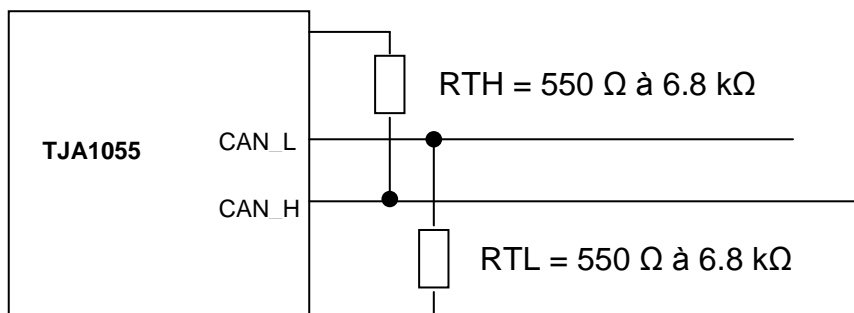 RTH = 550 Ω à 6.8 kΩ
TJA1055
CAN_L
CAN_H
RTL = 550 Ω à 6.8 kΩ